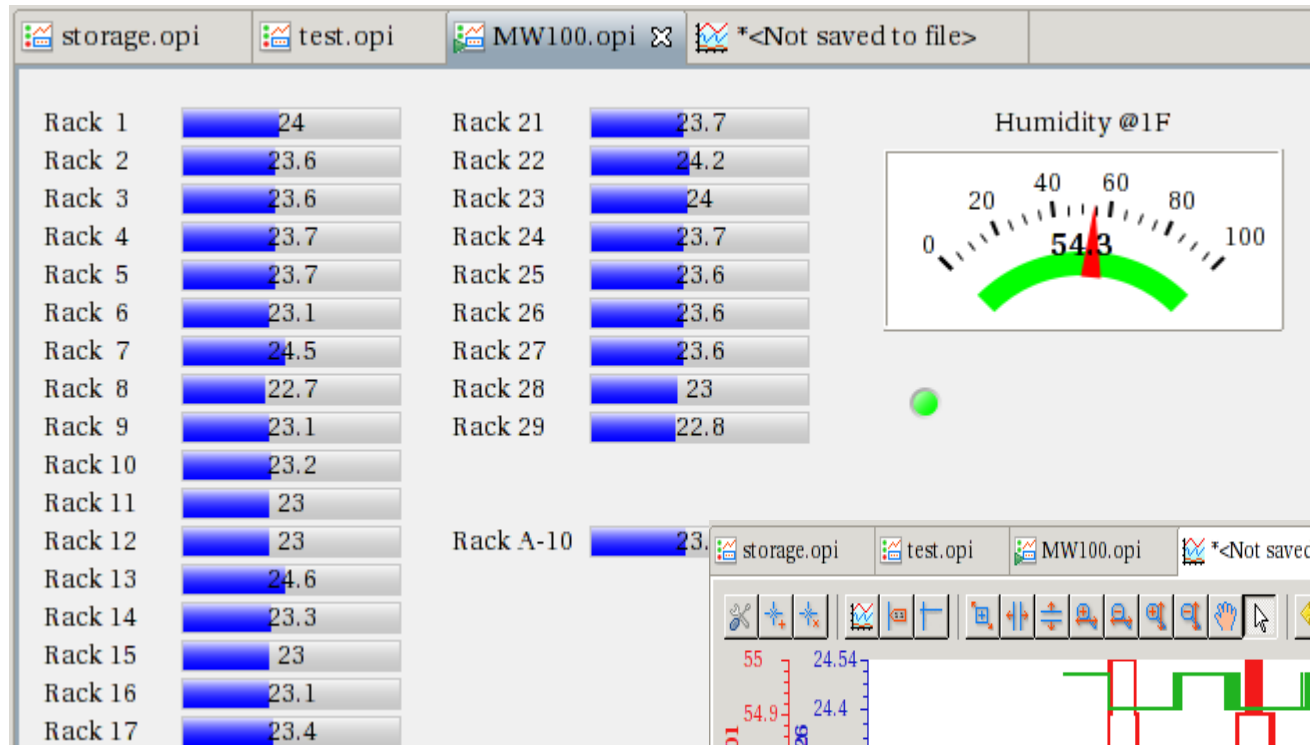 storage.opi test.opi MW100.opi *<Not saved to file>
Rack 1 24
Rack 2 23.6
Rack 3 23.6
Rack 4 23.7
Rack 5 23.7
Rack 6 23.1
Rack 7 24.5
Rack 8 22.7
Rack 9 23.1
Rack 10 23.2
Rack 11 23
Rack 12 23
Rack 13 24.6
Rack 14 23.3
Rack 15 23
Rack 16 23.1
Rack 17 23.4
Rack 21 23.7
Rack 22 24.2
Rack 23 24
Rack 24 23.7
Rack 25 23.6
Rack 26 23.6
Rack 27 23.6
Rack 28 23
Rack 29 22.8
Rack A-10 23.
Humidity @1F
0 20 40 60 80 100
54.3
storage.opi test.opi MW100.opi *<Not saved
55 24.54
54.9 24.4
01
26